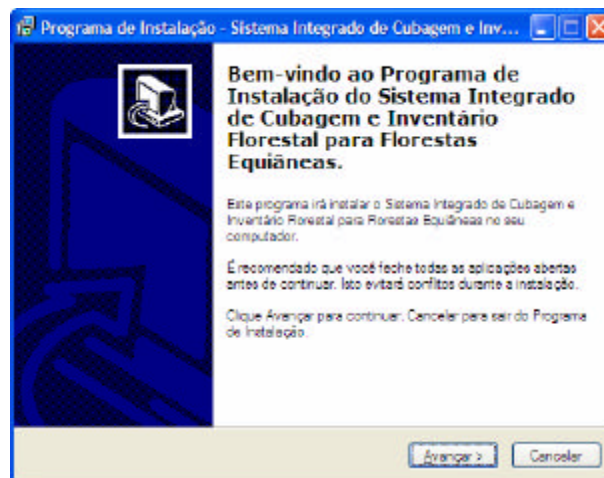 Programa de Instalação - Sistema Integrado de Cubagem e Inv...
Bem-vindo ao Programa de
Instalação do Sistema Integrado
de Cubagem e Inventário
Florestal para Florestas
Equiâneas.
Este programa irá instalar o Sistema Integrado de Cubagem e
Inventário Florestal para Florestas Equiâneas no seu
computador.
É recomendado que você feche todas as aplicações abertas
antes de continuar. Isto evitará conflitos durante a instalação.
Clique Avançar para continuar. Cancelar para sair do Programa
de Instalação.
Avançar >
Cancelar